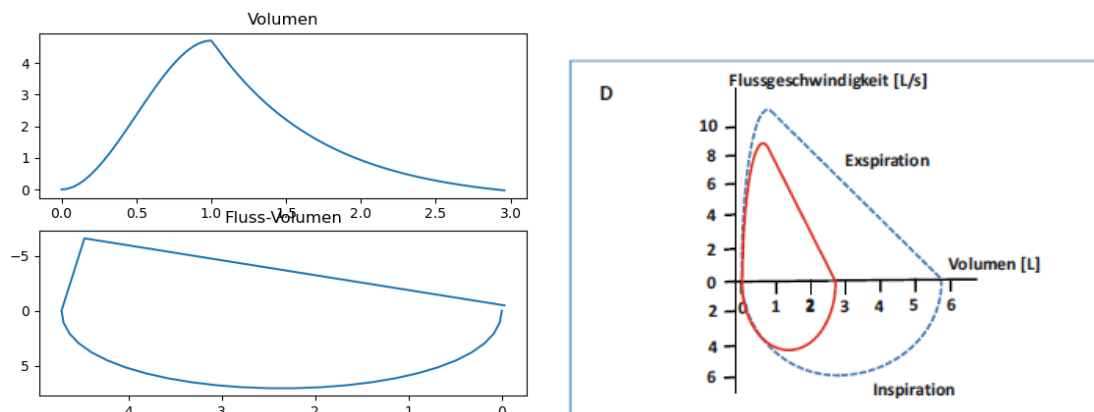 Volumen
4
3
2
1
0
0.0 0.5 1.0 1.5 2.0 2.5 3.0
Fluss-Volumen
−5
0
5
4 3 2 1 0
D
Flussgeschwindigkeit [L/s]
10
8
6
4
2
0
2
4
6
Exspiration
Volumen [L]
0 1 2 3 4 5 6
Inspiration